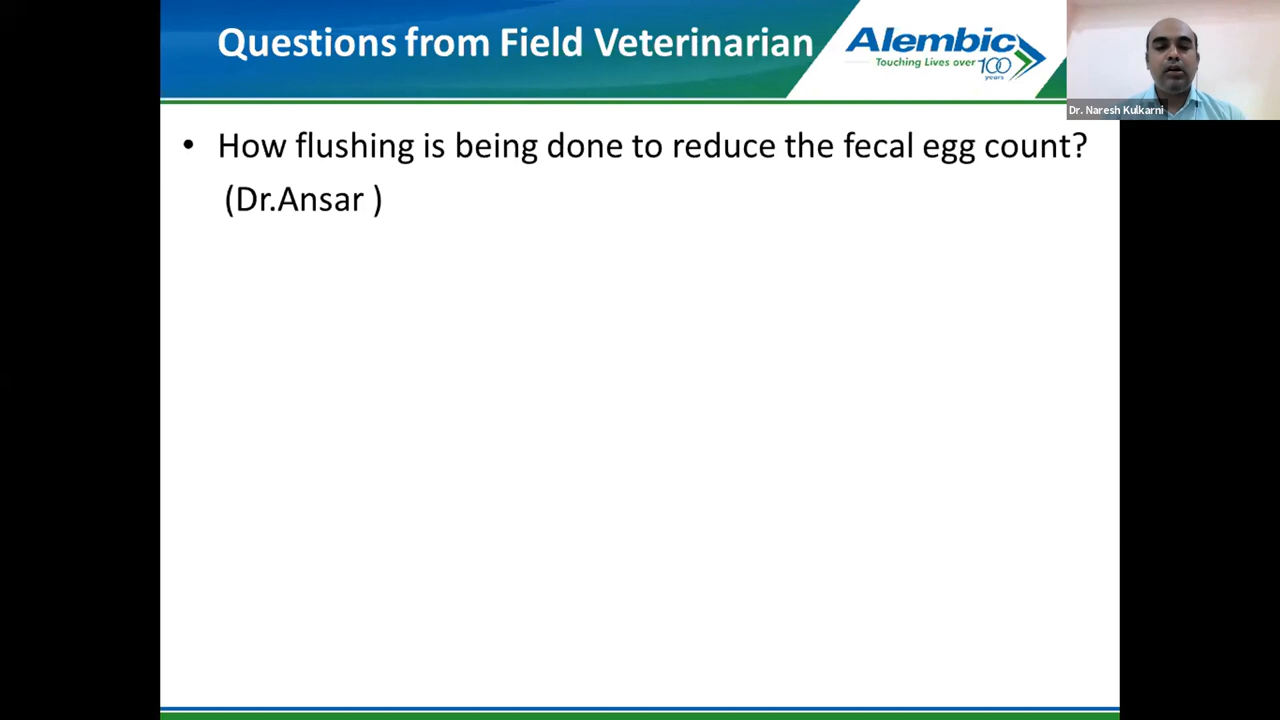 Questions from Field Veterinarian
Alembic
Touching Lives over 100 years
Dr. Naresh Kulkarni
• How flushing is being done to reduce the fecal egg count?
(Dr.Ansar )